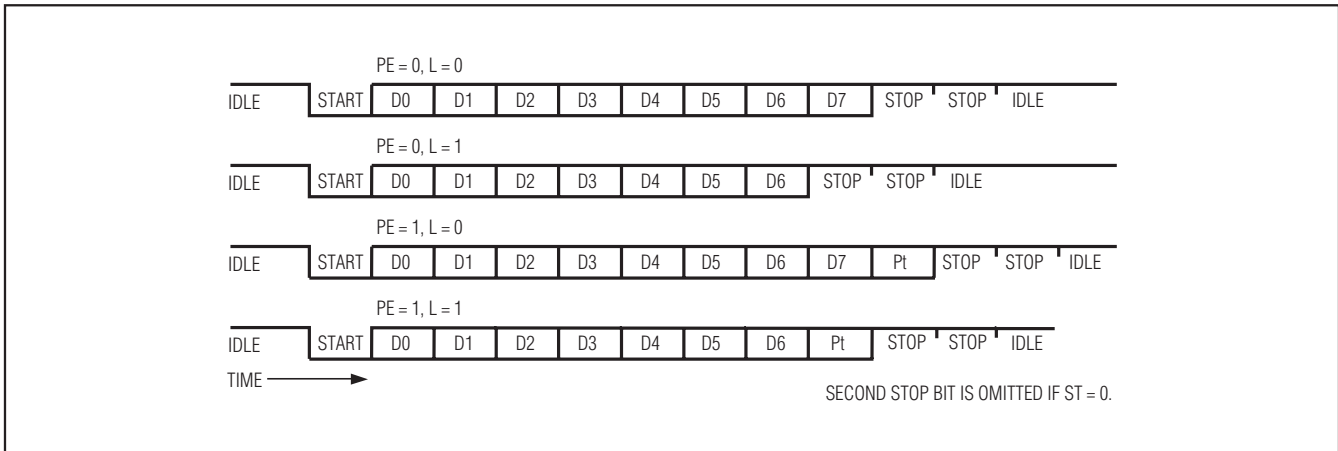 PE = 0, L = 0
IDLE START D0 D1 D2 D3 D4 D5 D6 D7 STOP STOP IDLE
PE = 0, L = 1
IDLE START D0 D1 D2 D3 D4 D5 D6 STOP STOP IDLE
PE = 1, L = 0
IDLE START D0 D1 D2 D3 D4 D5 D6 D7 Pt STOP STOP IDLE
PE = 1, L = 1
IDLE START D0 D1 D2 D3 D4 D5 D6 Pt STOP STOP IDLE
TIME
SECOND STOP BIT IS OMITTED IF ST = 0.